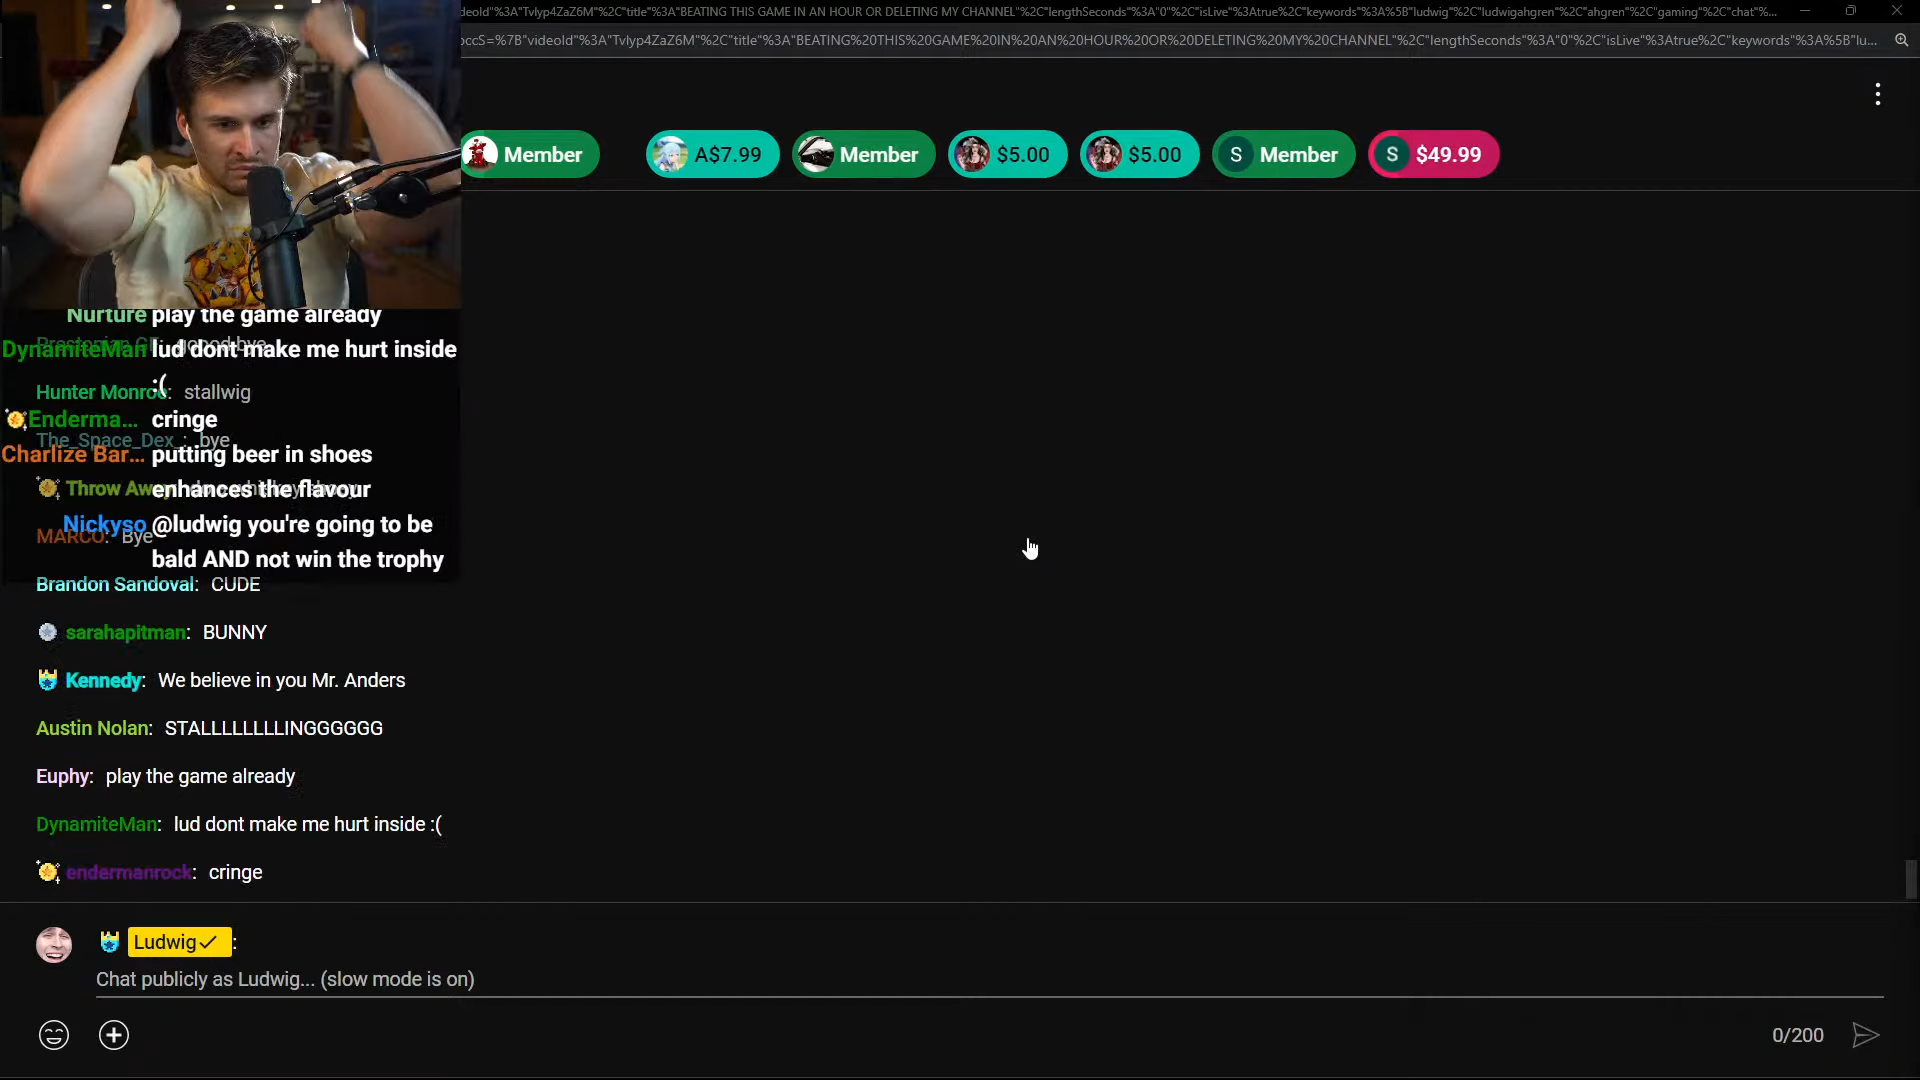 deoId"%3A"Tvlyp4ZaZ6M"%2C"title"%3A"BEATING THIS GAME IN AN HOUR OR DELETING MY CHANNEL"%2C"lengthSeconds"%3A"0"%2C"isLive"%3Atrue%2C"keywords"%3A%5B"ludwig"%2C"ludwigahgren"%2C"ahgren"%2C"gaming"%2C"chat"%...
occS=%7B"videoId"%3A"Tvlyp4ZaZ6M"%2C"title"%3A"BEATING%20THIS%20GAME%20IN%20AN%20HOUR%20OR%20DELETING%20MY%20CHANNEL"%2C"lengthSeconds"%3A"0"%2C"isLive"%3Atrue%2C"keywords"%3A%5B"lu...
Member
A$7.99
Member
$5.00
$5.00
S Member
S $49.99
Nurture play the game already
DynamiteMan lud dont make me hurt inside
:(
Enderma... cringe
Charlize Bar... putting beer in shoes
enhances the flavour
Nickyso @ludwig you're going to be
bald AND not win the trophy
Hunter Monroe: stallwig
The_Space_Dex_: bye
Throw Away
MARCO: Bye
Brandon Sandoval: CUDE
sarahapitman: BUNNY
Kennedy: We believe in you Mr. Anders
Austin Nolan: STALLLLLLLLINGGGGGG
Euphy: play the game already
DynamiteMan: lud dont make me hurt inside :(
endermanrock: cringe
Ludwig✓:
Chat publicly as Ludwig... (slow mode is on)
0/200